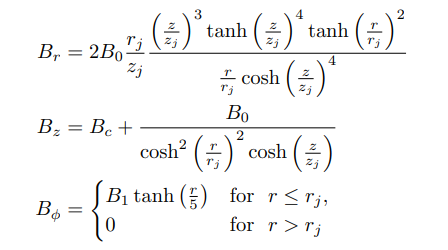 B_r = 2B_0 \frac{r_j}{z_j} \frac{\left(\frac{z}{z_j}\right)^3 \tanh\left(\frac{z}{z_j}\right)^4 \tanh\left(\frac{r}{r_j}\right)^2}{\frac{r}{r_j} \cosh\left(\frac{z}{z_j}\right)^4}
B_z = B_c + \frac{B_0}{\cosh^2\left(\frac{r}{r_j}\right)^2 \cosh\left(\frac{z}{z_j}\right)}
B_\phi = \begin{cases} B_1 \tanh\left(\frac{r}{5}\right) & \text{for } r \leq r_j, \\ 0 & \text{for } r > r_j \end{cases}